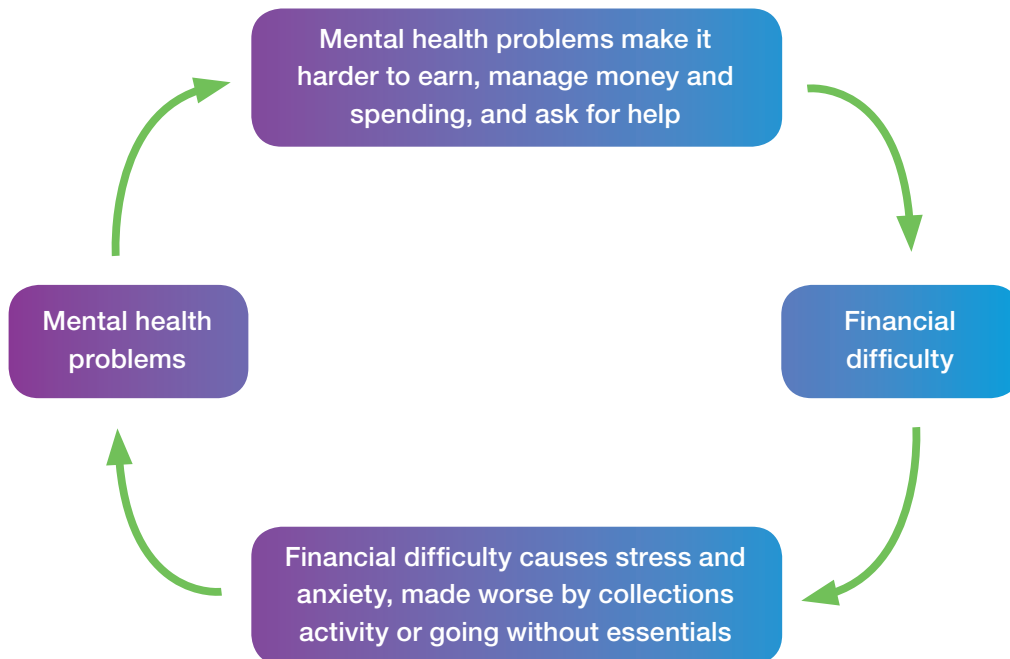 Mental health problems make it
harder to earn, manage money and
spending, and ask for help
Mental health
problems
Financial
difficulty
Financial difficulty causes stress and
anxiety, made worse by collections
activity or going without essentials